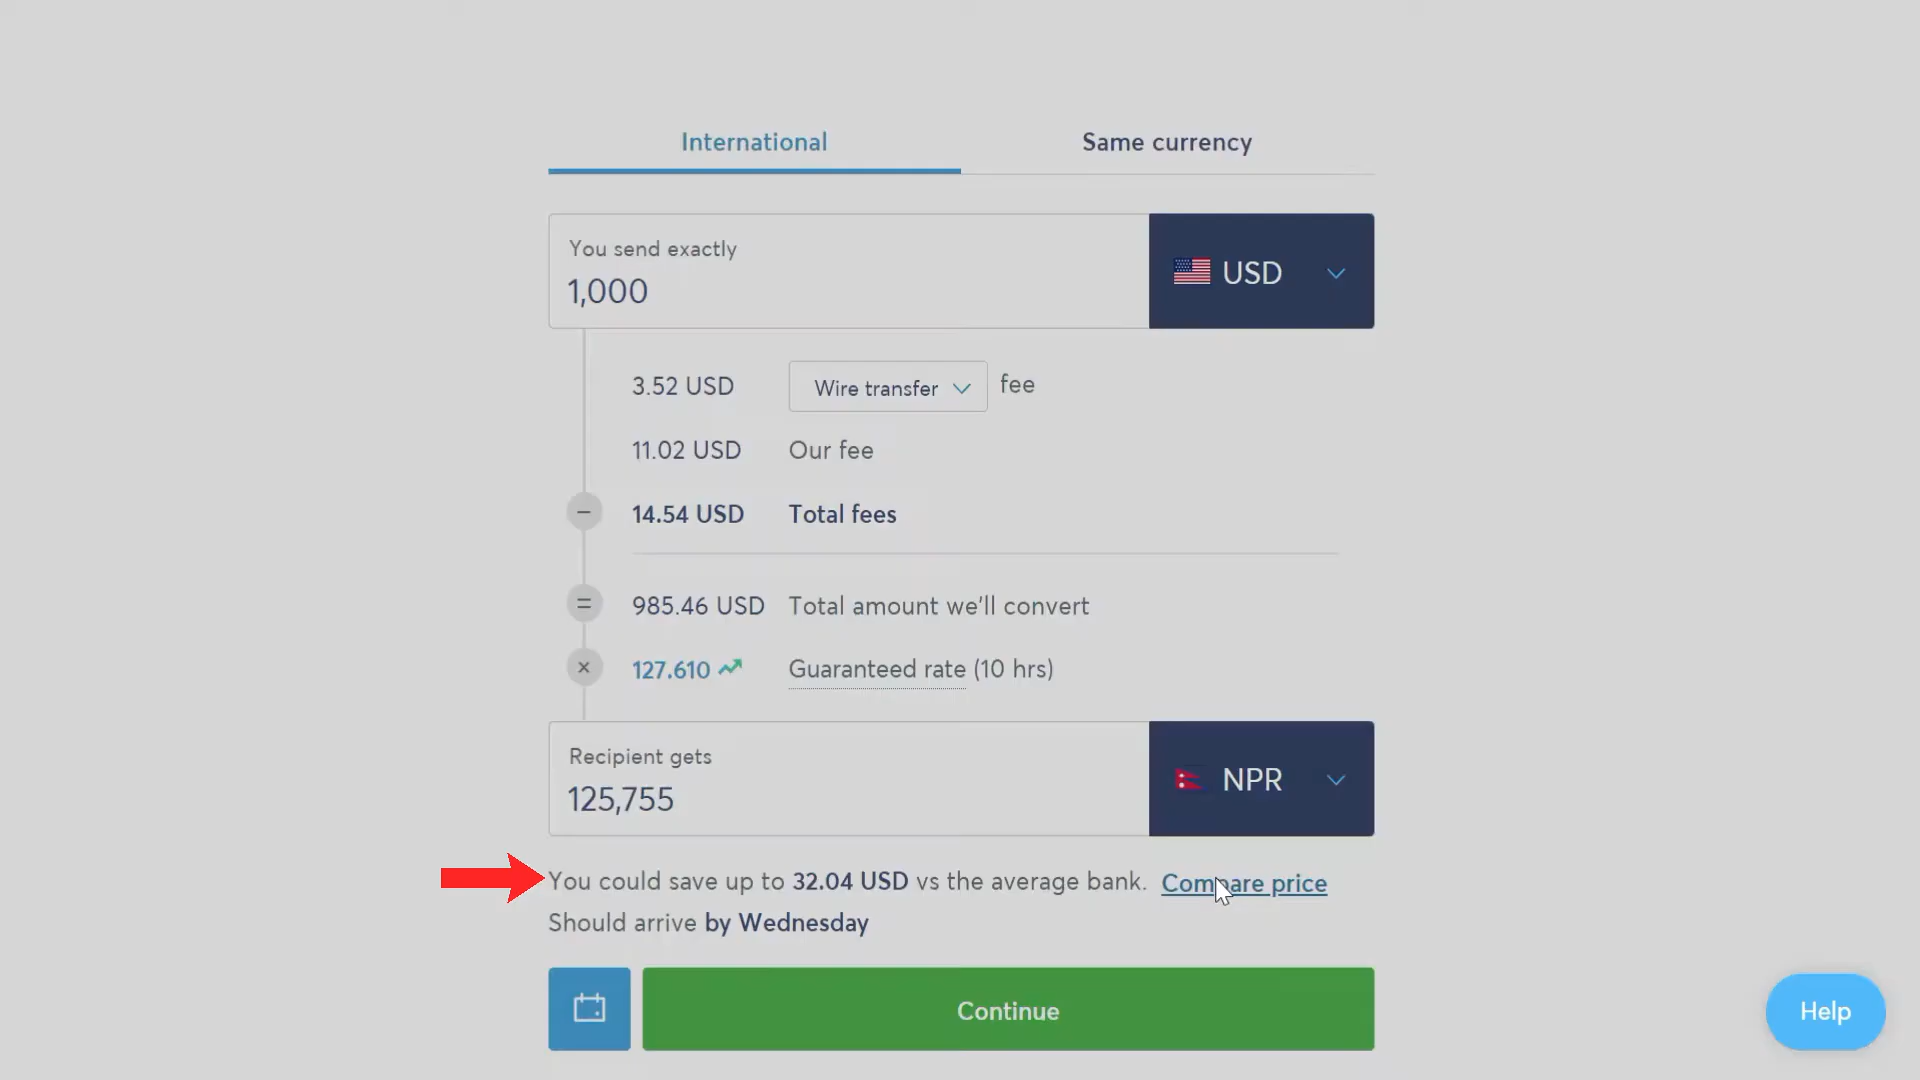 International
Same currency
You send exactly
1,000
USD
3.52 USD Wire transfer fee
11.02 USD Our fee
14.54 USD Total fees
985.46 USD Total amount we'll convert
127.610 Guaranteed rate (10 hrs)
Recipient gets
125,755
NPR
You could save up to 32.04 USD vs the average bank. Compare price
Should arrive by Wednesday
Continue
Help